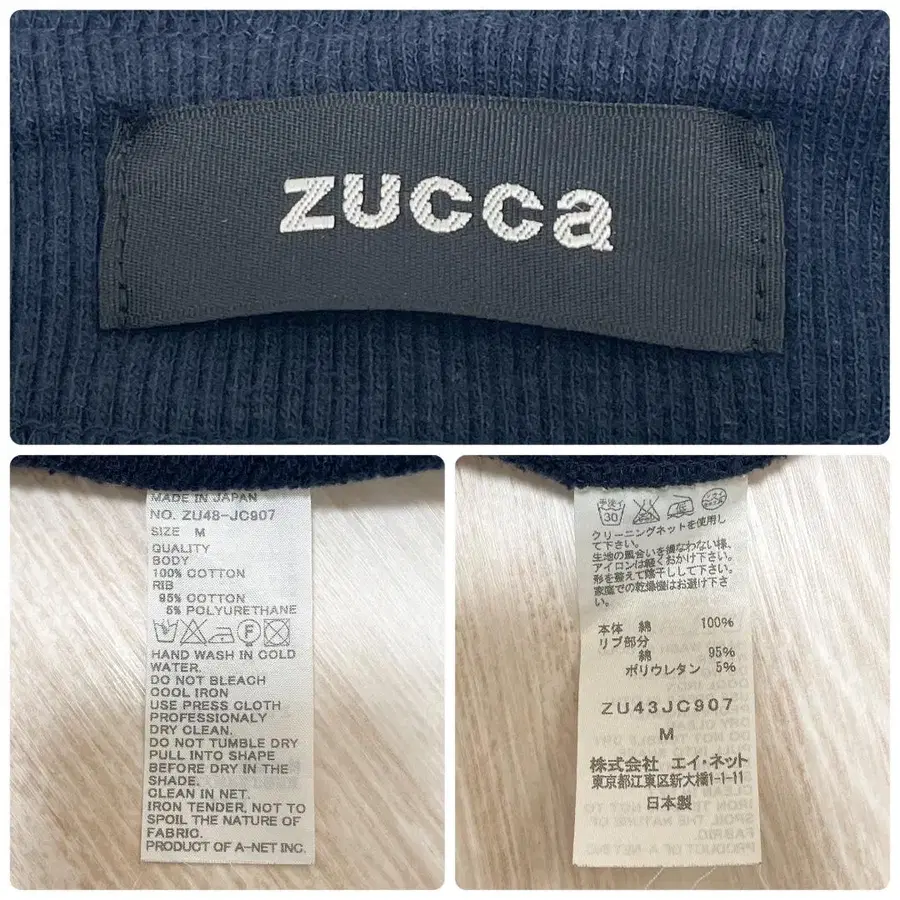 zucca
MADE IN JAPAN
NO. ZU48-JC907
SIZE M
QUALITY
BODY
100% COTTON
RIB
95% COTTON
5% POLYURETHANE
HAND WASH IN COLD
WATER.
DO NOT BLEACH
COOL IRON
USE PRESS CLOTH
PROFESSIONALY
DRY CLEAN.
DO NOT TUMBLE DRY
PULL INTO SHAPE
BEFORE DRY IN THE
SHADE.
CLEAN IN NET.
IRON TENDER, NOT TO
SPOIL THE NATURE OF
FABRIC.
PRODUCT OF A-NET INC.
手洗イ
30
クリーニングネットを使用し
て下さい。
生地の風合いを損なわない様、
アイロンは軽くおかけ下さい。
形を整えて陰干しして下さい。
家庭での乾燥機はお避け下さ
い。
本体 綿 100%
リブ部分
綿 95%
ポリウレタン 5%
ZU43JC907
M
株式会社 エイ・ネット
東京都江東区新大橋1-1-11
日本製